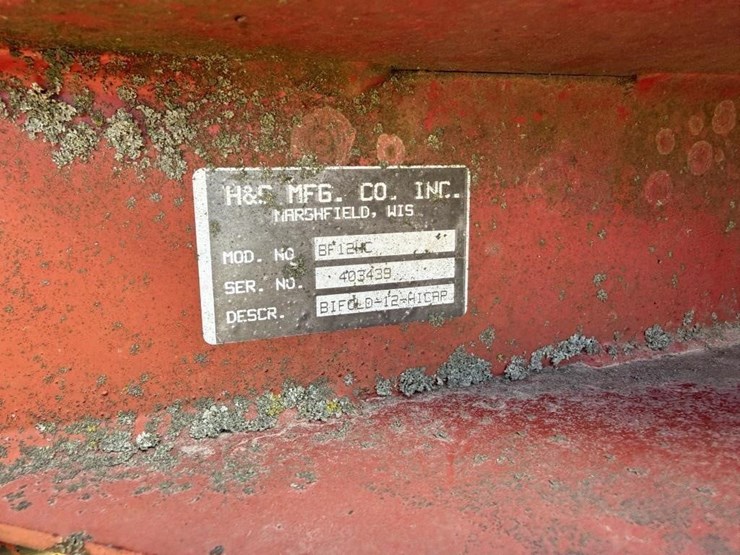 H&S MFG. CO. INC.
MARSHFIELD, WIS
MOD. NO BF12HC
SER. NO. 403439
DESCR. BIFOLD-12-HICAP